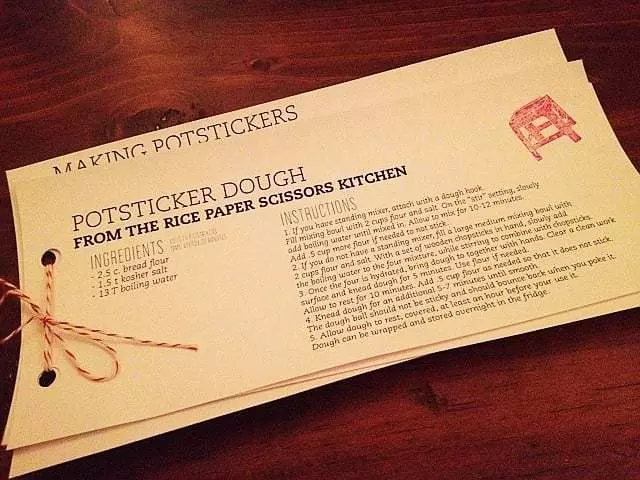 MAKING POTSTICKERS
POTSTICKER DOUGH
FROM THE RICE PAPER SCISSORS KITCHEN
INGREDIENTS
- 2.5 c. bread flour
- 1.5 t kosher salt
- 13 T boiling water
INSTRUCTIONS
1. If you have standing mixer, attach with a dough hook.
Fill mixing bowl with 2 cups flour and salt. On the "stir" setting, slowly
add boiling water until mixed in. Allow to mix for 10-12 minutes.
Add .5 cup more flour if needed to not stick.
2. If you do not have a standing mixer, fill a large medium mixing bowl with
2 cups flour and salt. With a set of wooden chopsticks in hand, slowly add
the boiling water to the flour mixture, while stirring to combine with chopsticks.
3. Once the four is hydrated, bring dough to together with hands. Clear a clean work
surface and knead dough for 5 minutes. Use flour if needed.
Allow to rest for 10 minutes. Add .5 cup flour as needed so that it does not stick.
4. Knead dough for an additional 5-7 minutes until smooth.
The dough ball should not be sticky and should bounce back when you poke it.
5. Allow dough to rest, covered, at least an hour before your use it.
Dough can be wrapped and stored overnight in the fridge.